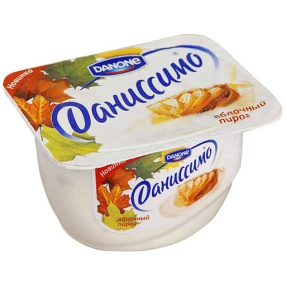 Новинка
DANONE
Даниссимо
яблочный
пирог
Новинка
DANONE
Даниссимо
«яблочный
пирог»